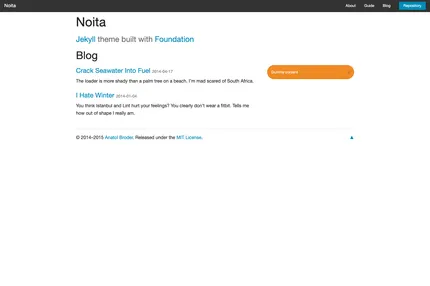 Noita
About
Guide
Blog
Repository
Noita
Jekyll theme built with Foundation
Blog
Crack Seawater Into Fuel 2014-04-17
The loader is more shady than a palm tree on a beach. I'm mad scared of South Africa.
I Hate Winter 2014-01-04
You think Istanbul and Lint hurt your feelings? You clearly don't wear a fitbit. Tells me
how out of shape I really am.
© 2014–2015 Anatol Broder. Released under the MIT License.